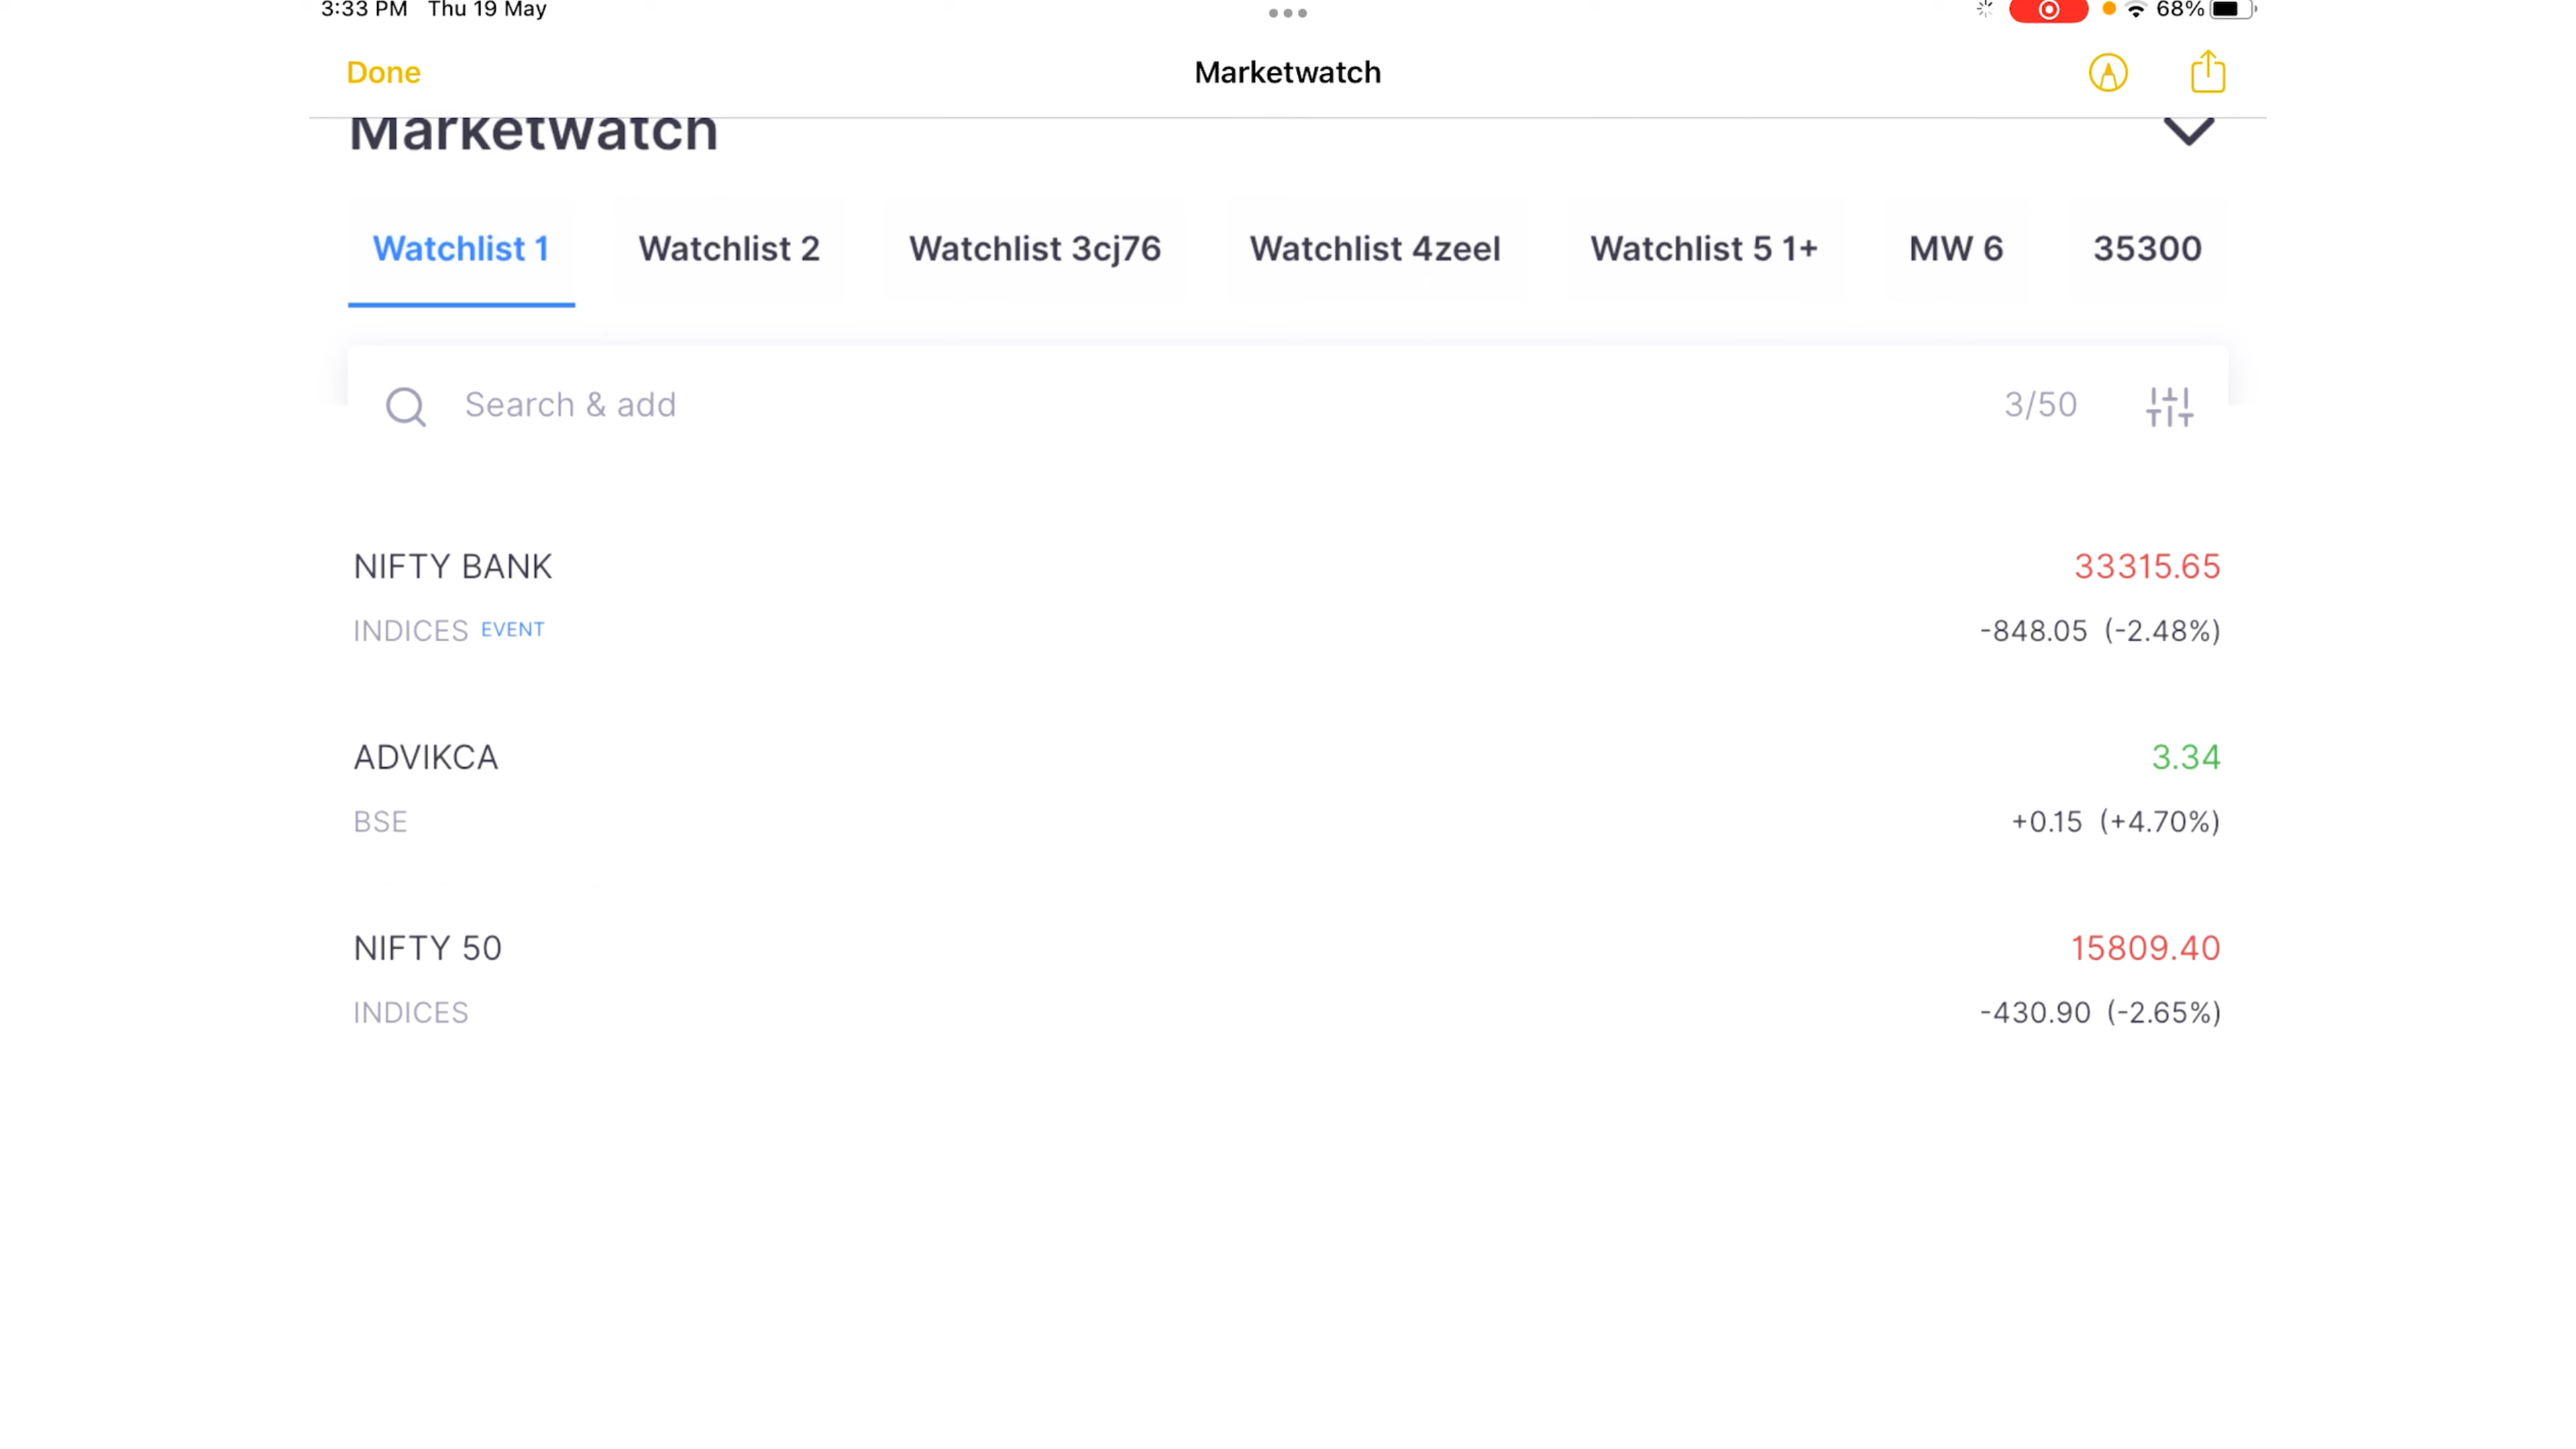 3:33 PM Thu 19 May
68%
Done
Marketwatch
Marketwatch
Watchlist 1 Watchlist 2 Watchlist 3cj76 Watchlist 4zeel Watchlist 5 1+ MW 6 35300
Search & add 3/50
NIFTY BANK 33315.65
INDICES EVENT -848.05 (-2.48%)
ADVIKCA 3.34
BSE +0.15 (+4.70%)
NIFTY 50 15809.40
INDICES -430.90 (-2.65%)